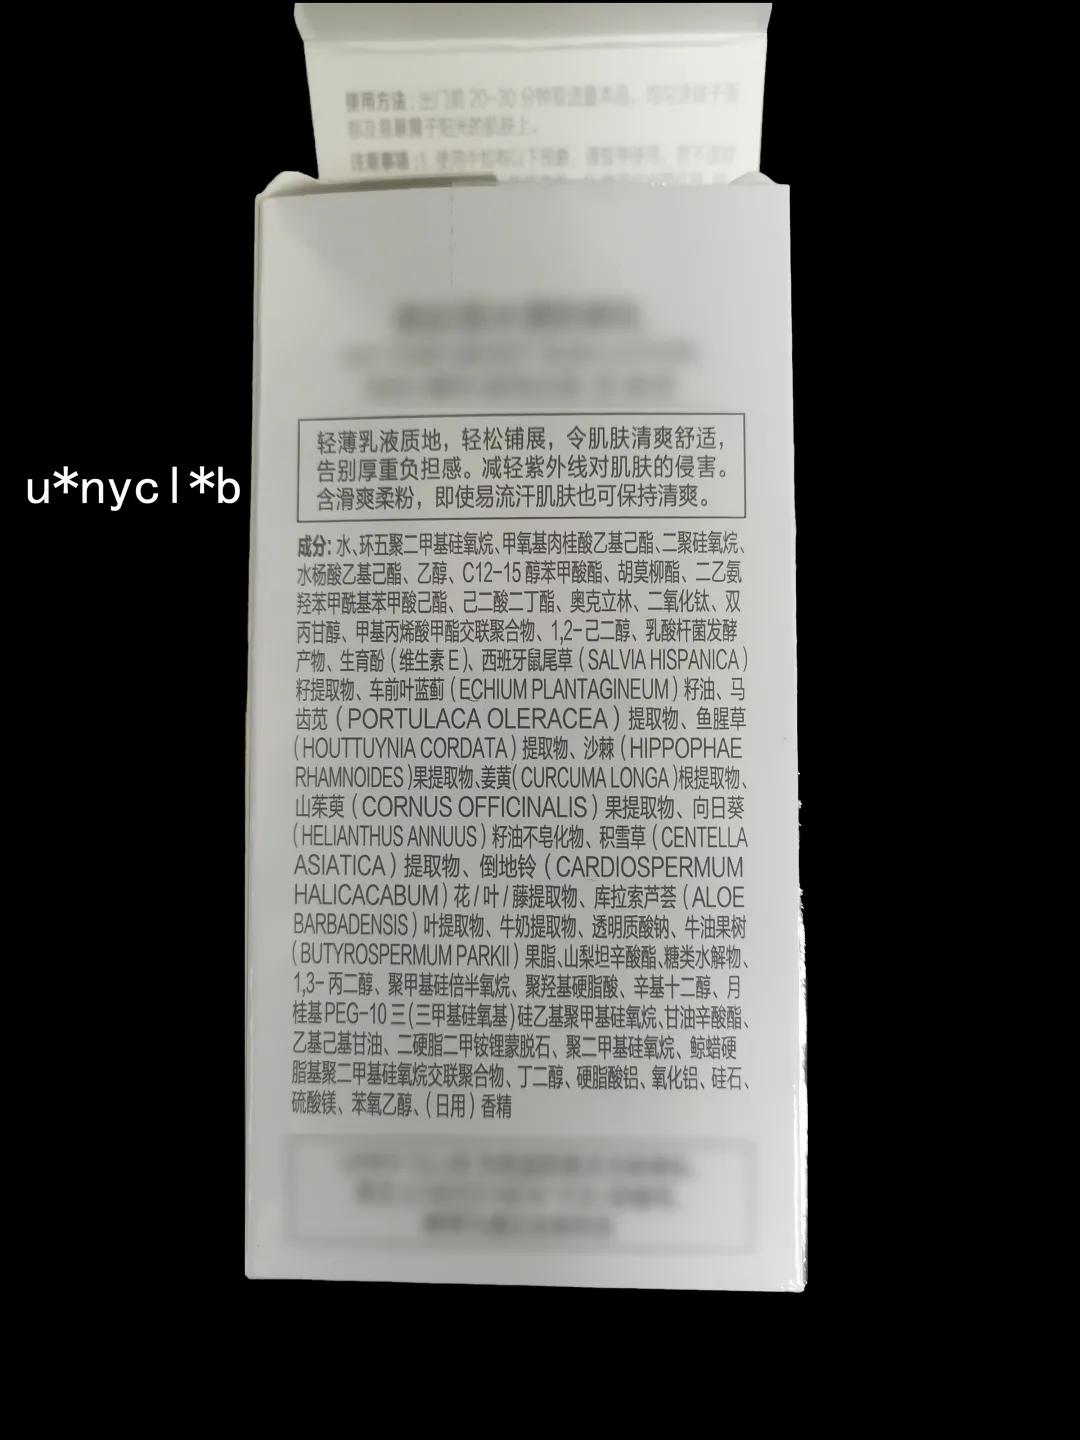 使用方法：出门前 20-30 分钟取适量本品，均匀涂抹于面
部及易暴露于阳光的肌肤上。
注意事项：1. 使用中如有以下现象，
轻薄乳液质地，轻松铺展，令肌肤清爽舒适，
告别厚重负担感。减轻紫外线对肌肤的侵害。
含滑爽柔粉，即使易流汗肌肤也可保持清爽。
u*nycl*b
成分: 水、环五聚二甲基硅氧烷、甲氧基肉桂酸乙基己酯、二聚硅氧烷、
水杨酸乙基己酯、乙醇、C12-15 醇苯甲酸酯、胡莫柳酯、二乙氨
羟苯甲酰基苯甲酸己酯、己二酸二丁酯、奥克立林、二氧化钛、双
丙甘醇、甲基丙烯酸甲酯交联聚合物、1,2-己二醇、乳酸杆菌发酵
产物、生育酚（维生素 E）、西班牙鼠尾草（SALVIA HISPANICA）
籽提取物、车前叶蓝蓟（ECHIUM PLANTAGINEUM）籽油、马
齿苋（PORTULACA OLERACEA）提取物、鱼腥草
（HOUTTUYNIA CORDATA）提取物、沙棘（HIPPOPHAE
RHAMNOIDES)果提取物、姜黄(CURCUMA LONGA)根提取物、
山茱萸（CORNUS OFFICINALIS）果提取物、向日葵
（HELIANTHUS ANNUUS）籽油不皂化物、积雪草（CENTELLA
ASIATICA）提取物、倒地铃（CARDIOSPERMUM
HALICACABUM）花/叶/藤提取物、库拉索芦荟（ALOE
BARBADENSIS）叶提取物、牛奶提取物、透明质酸钠、牛油果树
（BUTYROSPERMUM PARKII）果脂、山梨坦辛酸酯、糖类水解物、
1,3-丙二醇、聚甲基硅倍半氧烷、聚羟基硬脂酸、辛基十二醇、月
桂基 PEG-10 三(三甲基硅氧基)硅乙基聚甲基硅氧烷、甘油辛酸酯、
乙基己基甘油、二硬脂二甲铵锂蒙脱石、聚二甲基硅氧烷、鲸蜡硬
脂基聚二甲基硅氧烷交联聚合物、丁二醇、硬脂酸铝、氧化铝、硅石、
硫酸镁、苯氧乙醇、（日用）香精